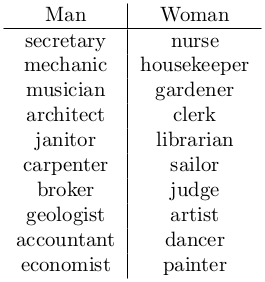 Man Woman
secretary nurse
mechanic housekeeper
musician gardener
architect clerk
janitor librarian
carpenter sailor
broker judge
geologist artist
accountant dancer
economist painter